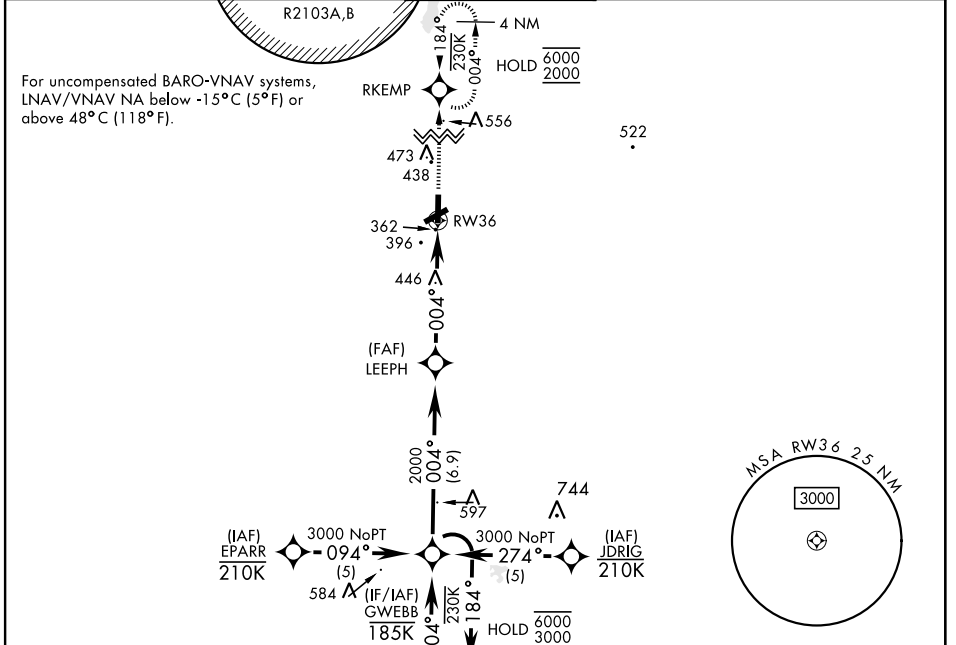 R2103A,B
4 NM
184°
230K
004°
HOLD 6000
2000
For uncompensated BARO-VNAV systems,
LNAV/VNAV NA below -15°C (5°F) or
above 48°C (118°F).
RKEMP
556
522
473
438
RW36
362
396
446
004°
(FAF)
LEEPH
2000
004°
(6.9)
MSA RW36 25 NM
3000
597
744
(IAF)
EPARR
210K
3000 NoPT
094°
(5)
3000 NoPT
274°
(5)
(IAF)
JDRIG
210K
584
(IF/IAF)
GWEBB
185K
230K
184°
HOLD 6000
3000